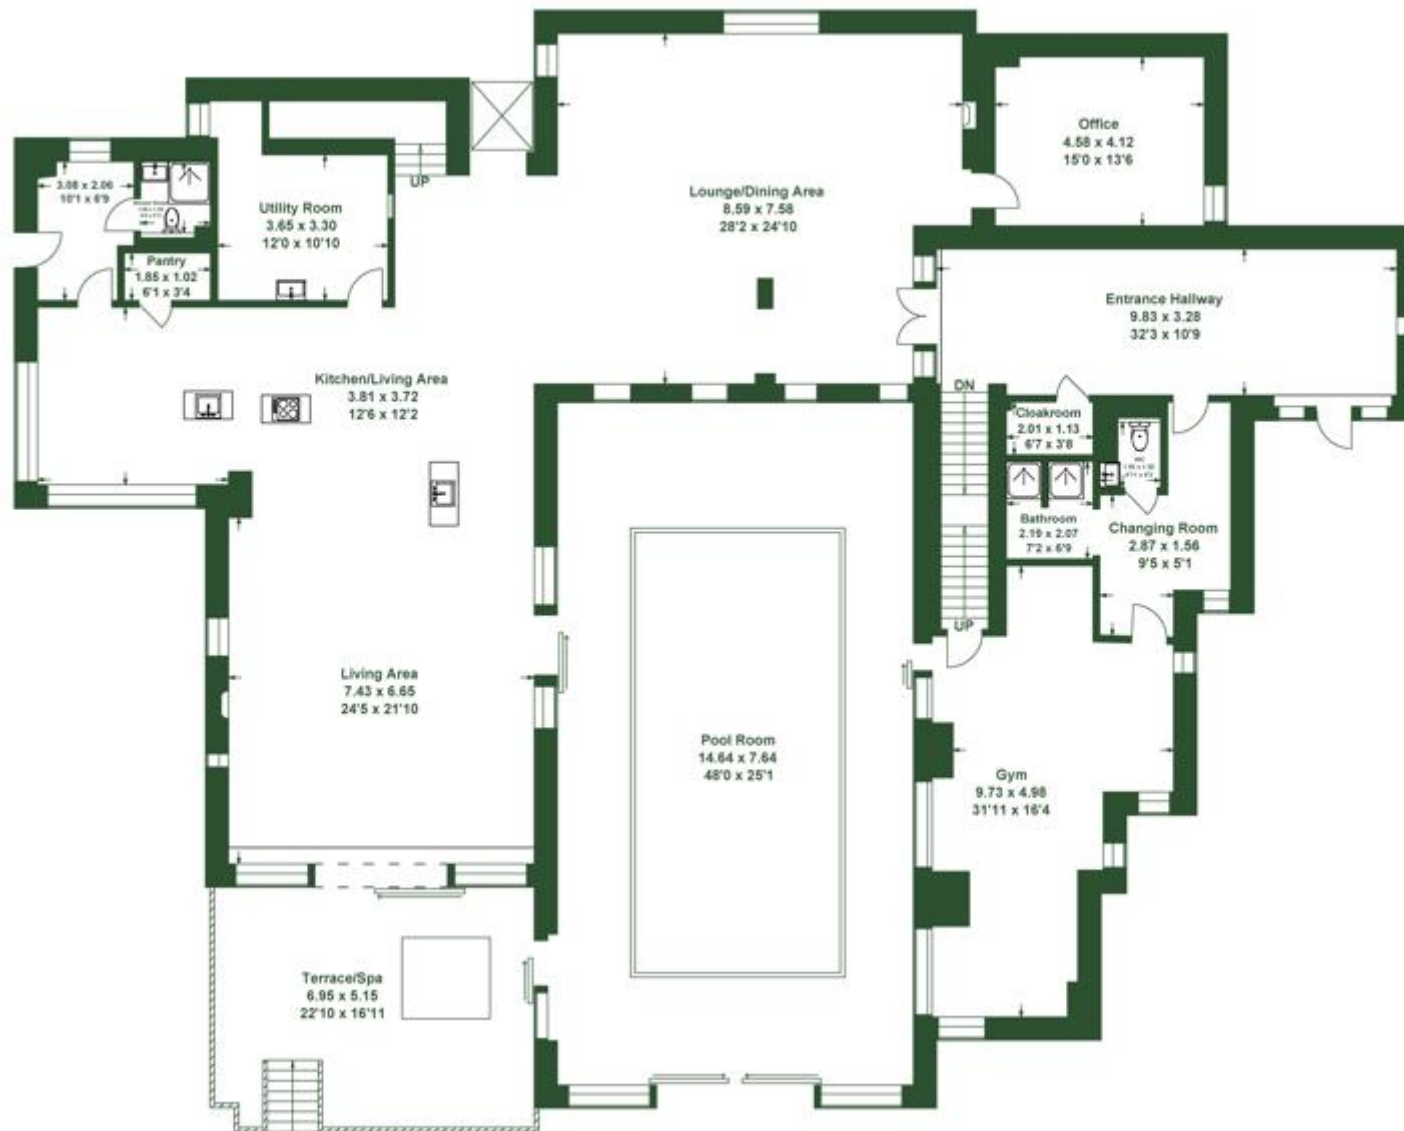 Office
4.58 x 4.12
15'0 x 13'6
Lounge/Dining Area
8.59 x 7.58
28'2 x 24'10
3.08 x 2.06
10'1 x 6'9
UP
Utility Room
3.65 x 3.30
12'0 x 10'10
Pantry
1.85 x 1.02
6'1 x 3'4
Entrance Hallway
9.83 x 3.28
32'3 x 10'9
Kitchen/Living Area
3.81 x 3.72
12'6 x 12'2
DN
Cloakroom
2.01 x 1.13
6'7 x 3'8
WC
Bathroom
2.19 x 2.07
7'2 x 6'9
Changing Room
2.87 x 1.56
9'5 x 5'1
UP
Living Area
7.43 x 6.65
24'5 x 21'10
Pool Room
14.64 x 7.64
48'0 x 25'1
Gym
9.73 x 4.98
31'11 x 16'4
Terrace/Spa
6.95 x 5.15
22'10 x 16'11